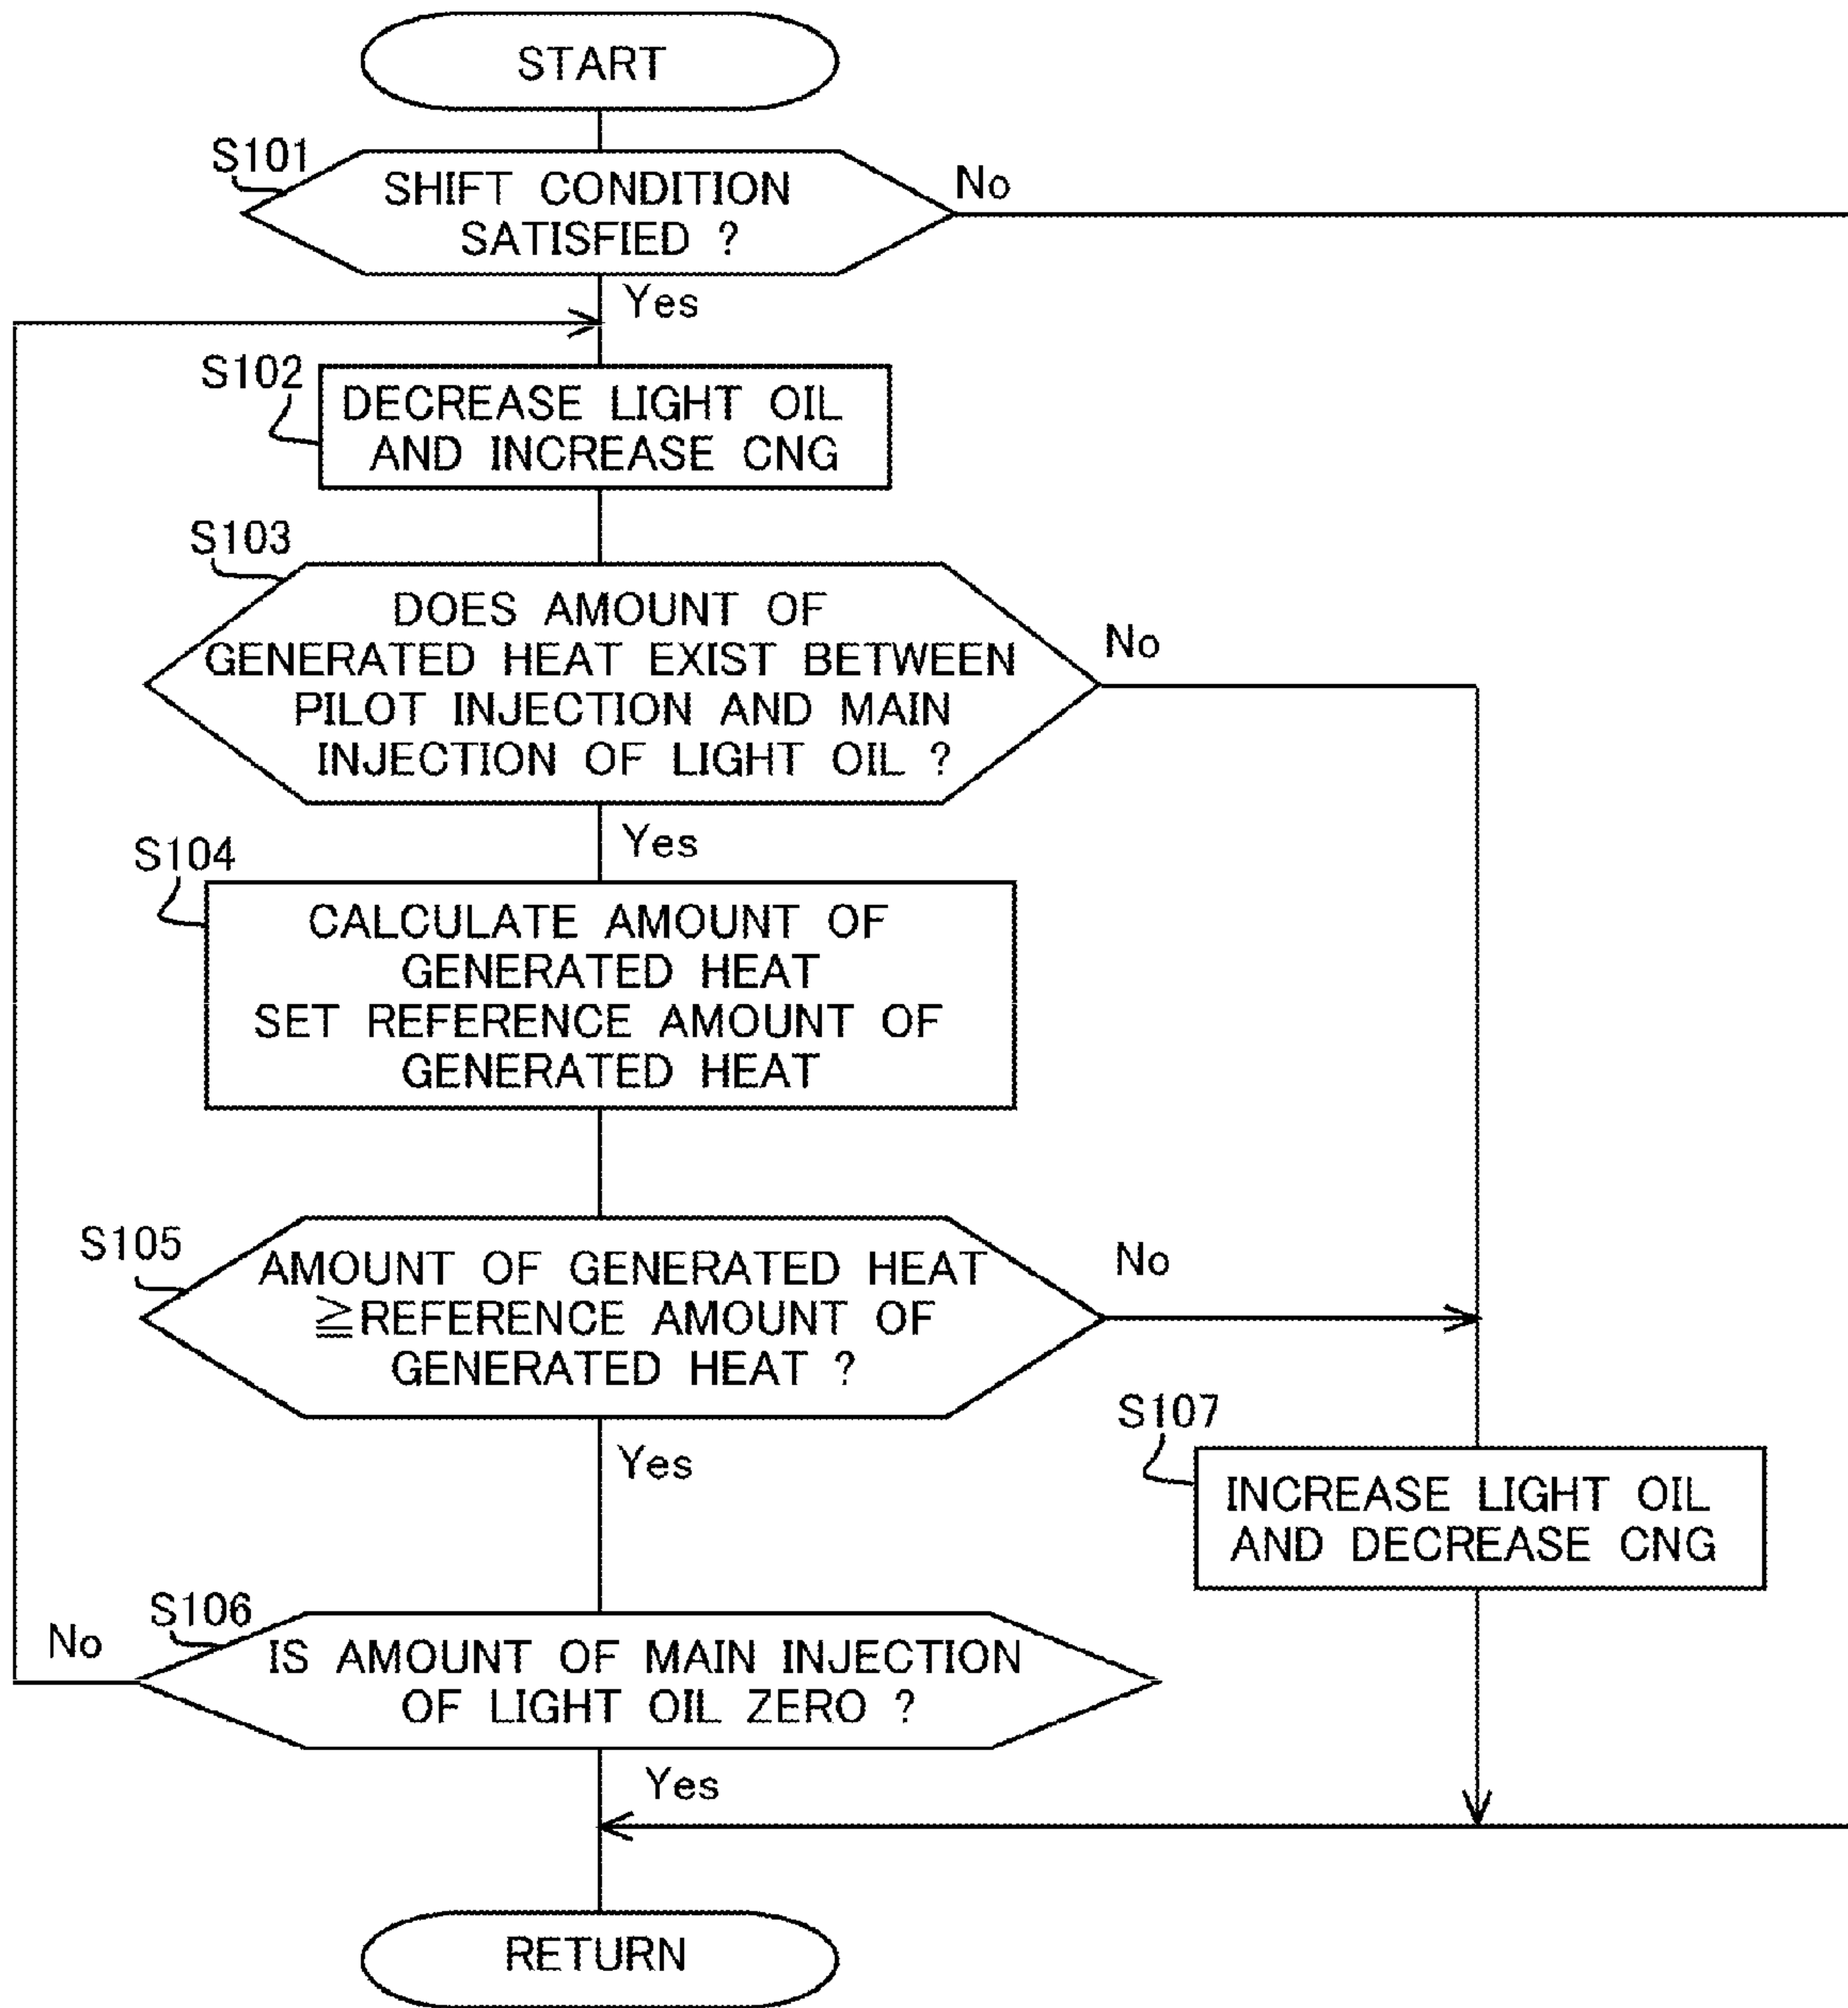 START
S101
SHIFT CONDITION
SATISFIED ?
No
Yes
S102
DECREASE LIGHT OIL
AND INCREASE CNG
S103
DOES AMOUNT OF
GENERATED HEAT EXIST BETWEEN
PILOT INJECTION AND MAIN
INJECTION OF LIGHT OIL ?
No
Yes
S104
CALCULATE AMOUNT OF
GENERATED HEAT
SET REFERENCE AMOUNT OF
GENERATED HEAT
S105
AMOUNT OF GENERATED HEAT
≧REFERENCE AMOUNT OF
GENERATED HEAT ?
No
Yes
S107
INCREASE LIGHT OIL
AND DECREASE CNG
S106
No
IS AMOUNT OF MAIN INJECTION
OF LIGHT OIL ZERO ?
Yes
RETURN